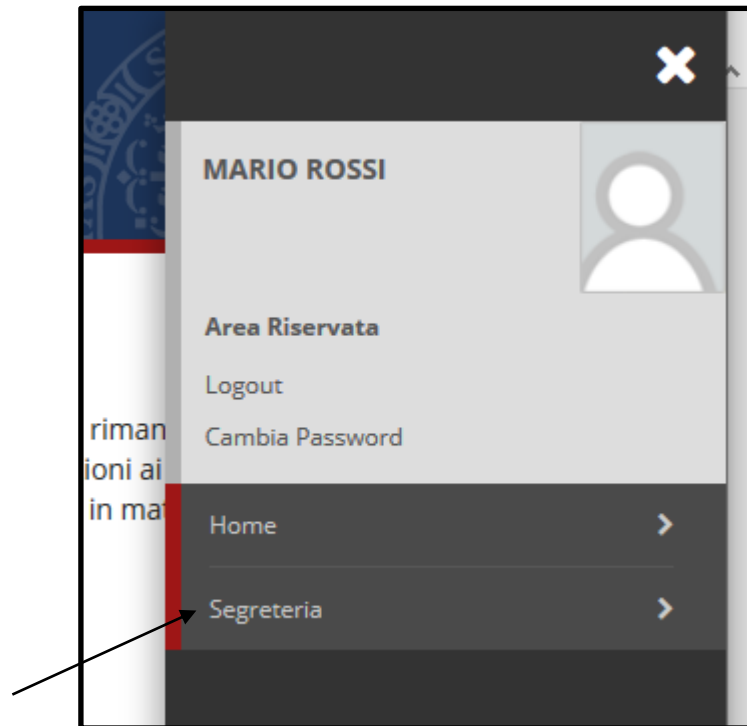 MARIO ROSSI
Area Riservata
Logout
Cambia Password
riman
ioni ai
in mat
Home
Segreteria